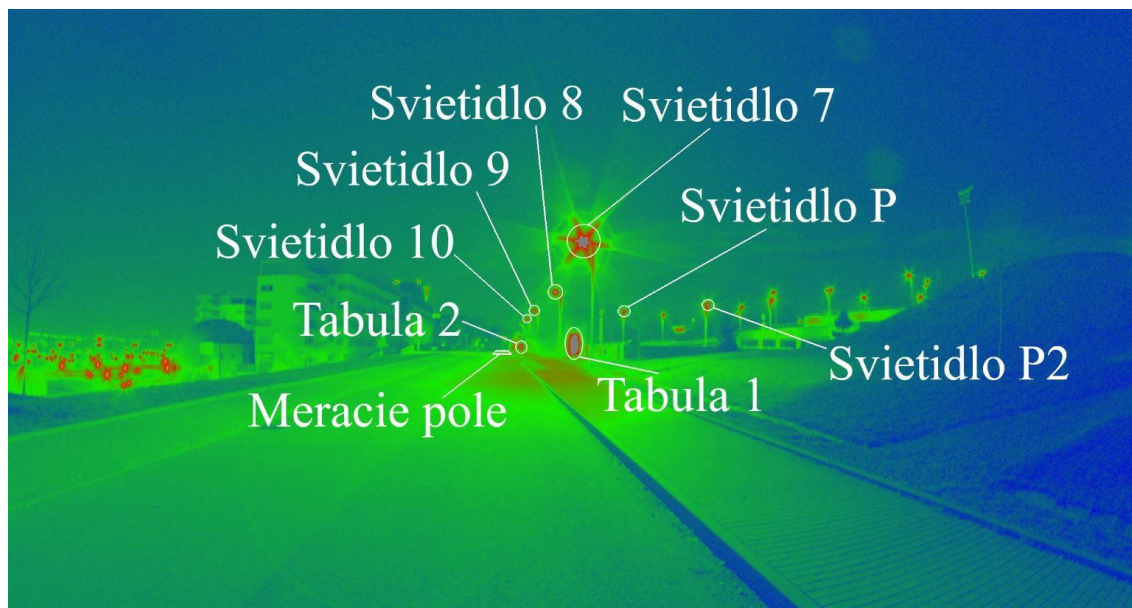 Svietidlo 8
Svietidlo 7
Svietidlo 9
Svietidlo P
Svietidlo 10
Tabula 2
Svietidlo P2
Tabula 1
Meracie pole